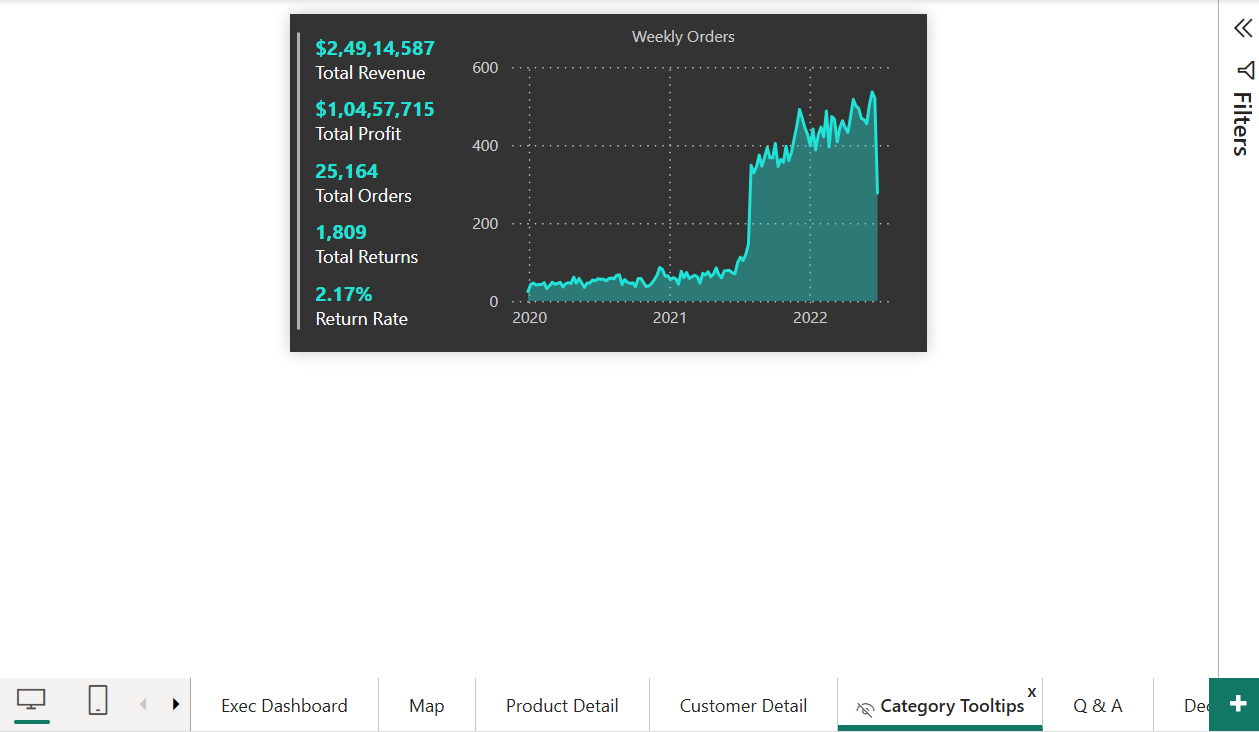 $2,49,14,587
Total Revenue
$1,04,57,715
Total Profit
25,164
Total Orders
1,809
Total Returns
2.17%
Return Rate
Weekly Orders
600
400
200
0
2020 2021 2022
Filters
Exec Dashboard Map Product Detail Customer Detail Category Tooltips x Q & A Dec